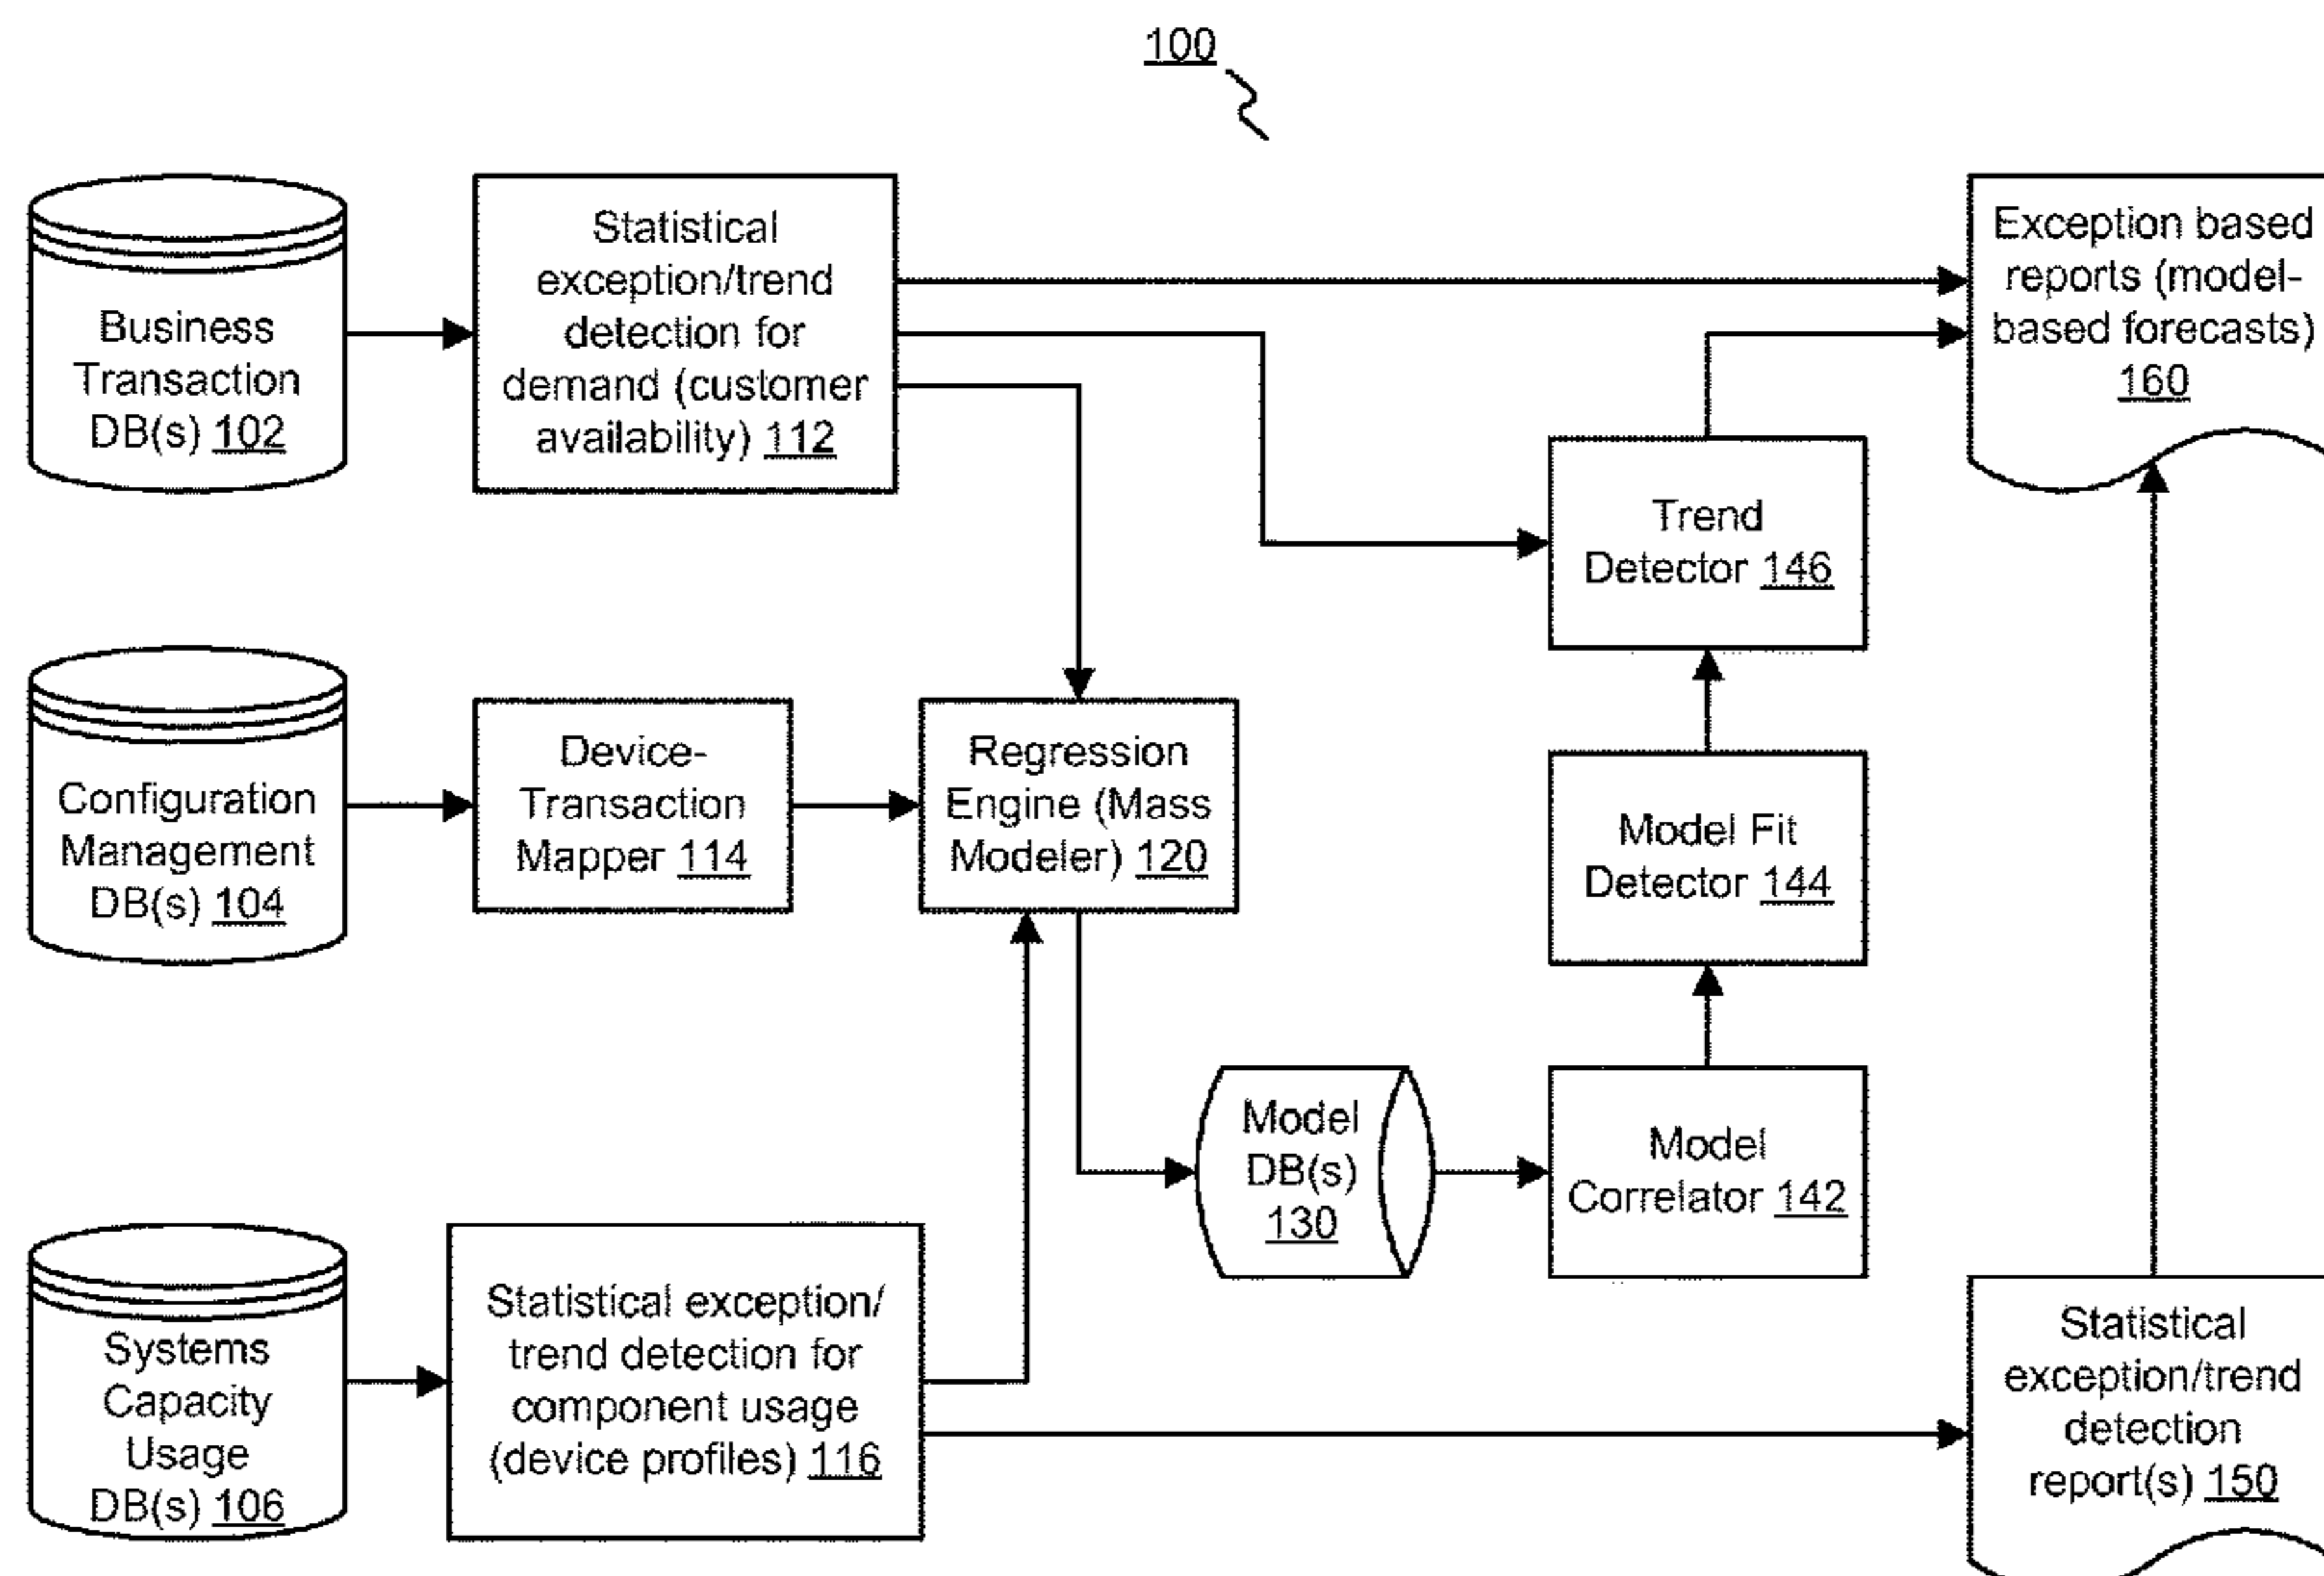 100
Business
Transaction
DB(s) 102
Statistical
exception/trend
detection for
demand (customer
availability) 112
Exception based
reports (model-
based forecasts)
160
Trend
Detector 146
Configuration
Management
DB(s) 104
Device-
Transaction
Mapper 114
Regression
Engine (Mass
Modeler) 120
Model Fit
Detector 144
Model
DB(s)
130
Model
Correlator 142
Systems
Capacity
Usage
DB(s) 106
Statistical exception/
trend detection for
component usage
(device profiles) 116
Statistical
exception/trend
detection
report(s) 150